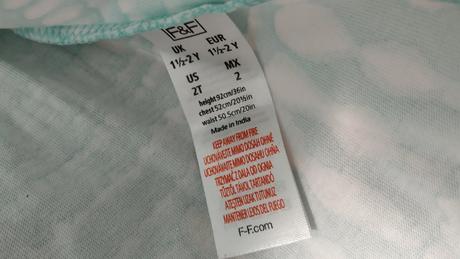 F&F
UK EUR
1½-2 Y 1½-2 Y
US MX
2T 2
height 92cm/36in
chest 52cm/20½in
waist 50.5cm/20in
Made in India
KEEP AWAY FROM FIRE
UCHOVÁVEJTE MIMO DOSAH OHNĚ
UCHOVÁVAJTE MIMO DOSAHU OHŇA
TRZYMAĆ Z DALA OD OGNIA
TŰZTŐL TÁVOL TARTANDÓ
ATEŞTEN UZAK TUTUNUZ
MANTENER LEJOS DEL FUEGO
F-F.com